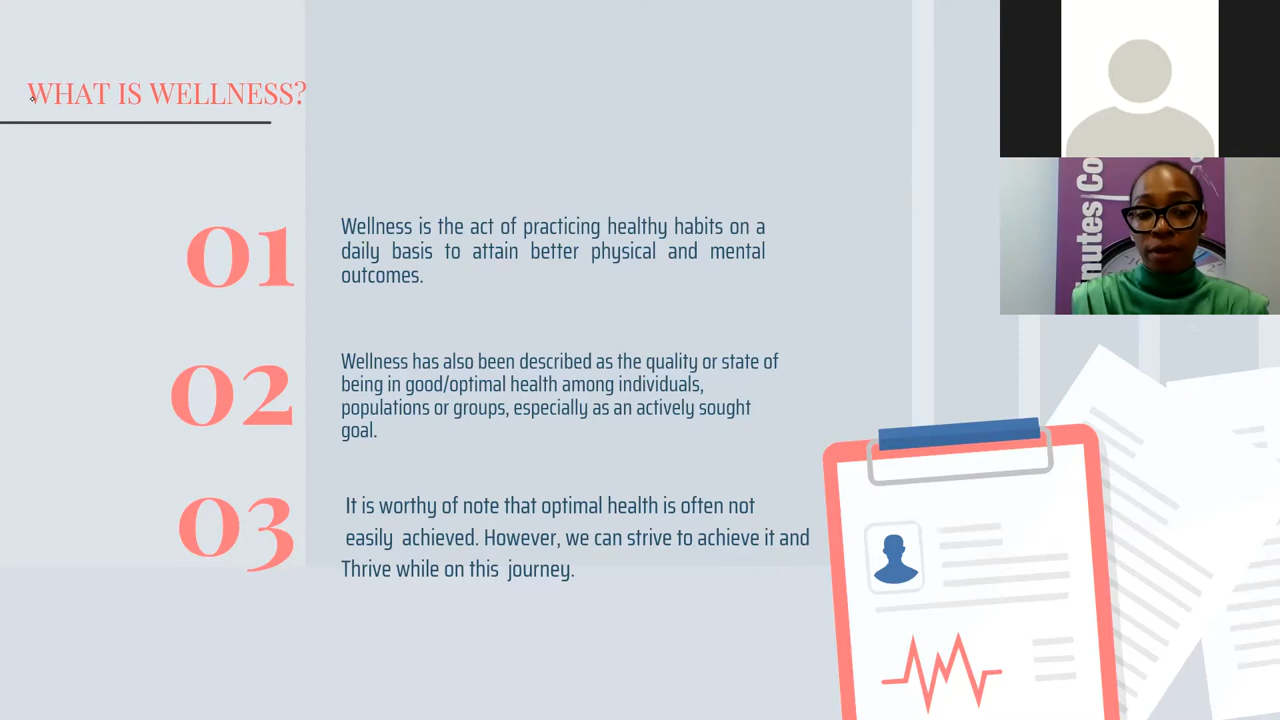 WHAT IS WELLNESS?
01
Wellness is the act of practicing healthy habits on a
daily basis to attain better physical and mental
outcomes.
02
Wellness has also been described as the quality or state of
being in good/optimal health among individuals,
populations or groups, especially as an actively sought
goal.
03
It is worthy of note that optimal health is often not
easily achieved. However, we can strive to achieve it and
Thrive while on this journey.
nutes|Co